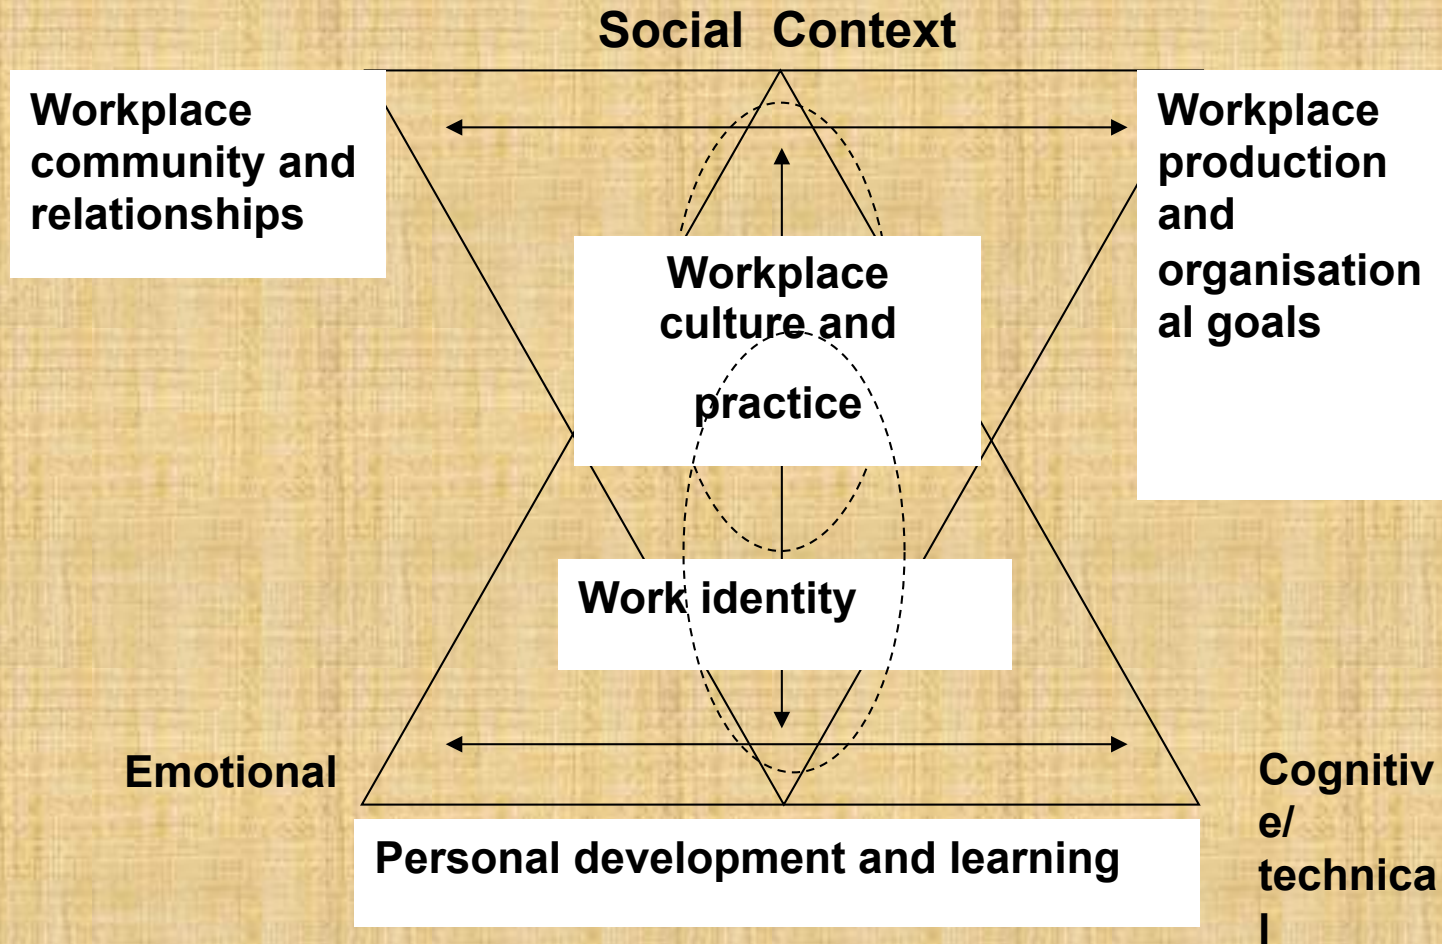 Social Context
Workplace
community and
relationships
Workplace
production
and
organisation
al goals
Workplace
culture and
practice
Work identity
Emotional
Cognitiv
e/
technica
l
Personal development and learning